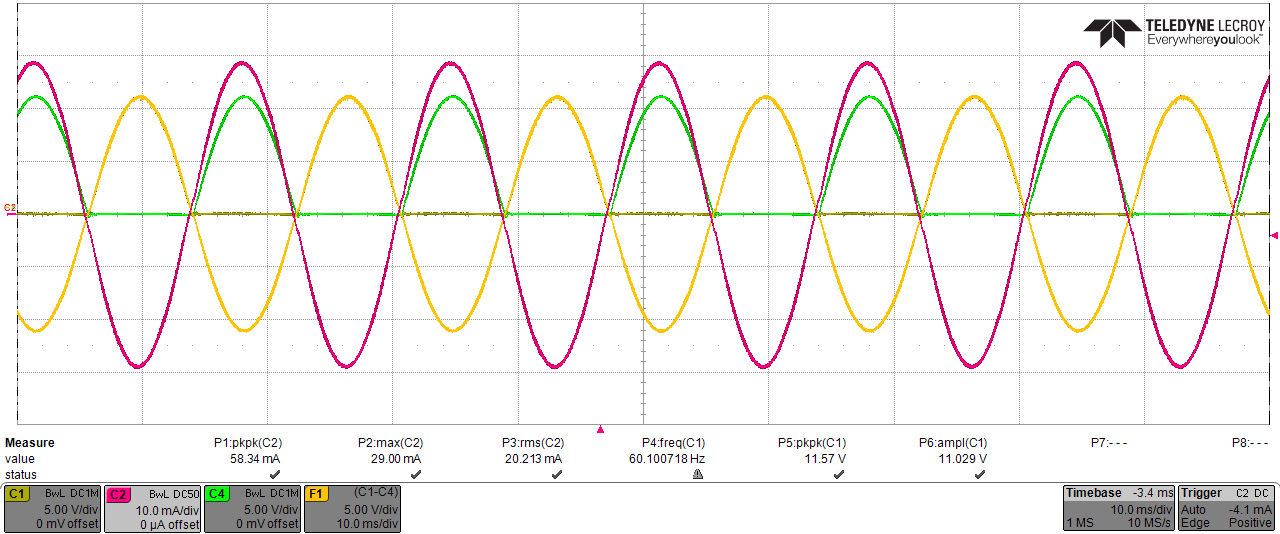 TELEDYNE LECROY
Everywhereyoulook™
C2
Measure P1:pkpk(C2) P2:max(C2) P3:rms(C2) P4:freq(C1) P5:pkpk(C1) P6:ampl(C1) P7:- - - P8:- - -
value 58.34 mA 29.00 mA 20.213 mA 60.100718 Hz 11.57 V 11.029 V
status
C1 BwL DC1M C2 BwL DC50 C4 BwL DC1M F1 (C1-C4) Timebase -3.4 ms Trigger C2 DC
5.00 V/div 10.0 mA/div 5.00 V/div 5.00 V/div 10.0 ms/div Auto -4.1 mA
0 mV offset 0 µA offset 0 mV offset 10.0 ms/div 1 MS 10 MS/s Edge Positive